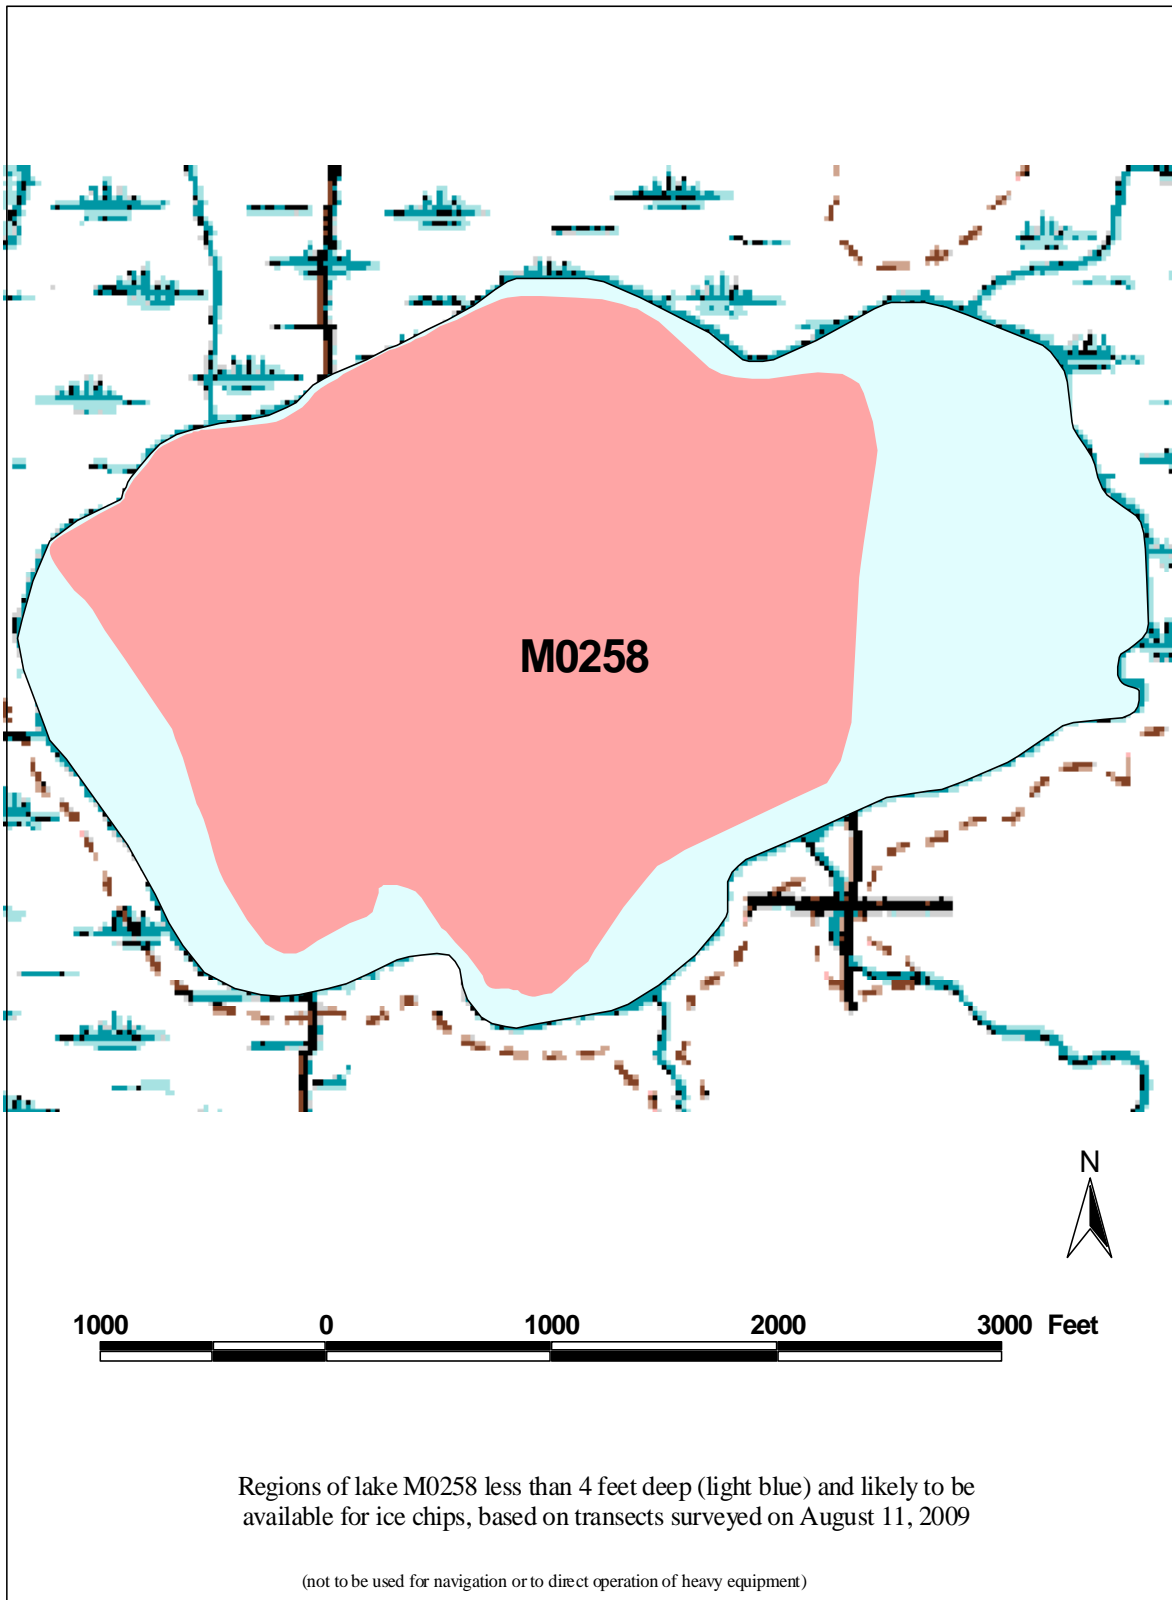 M0258
N
1000 0 1000 2000 3000 Feet
Regions of lake M0258 less than 4 feet deep (light blue) and likely to be
available for ice chips, based on transects surveyed on August 11, 2009
(not to be used for navigation or to direct operation of heavy equipment)